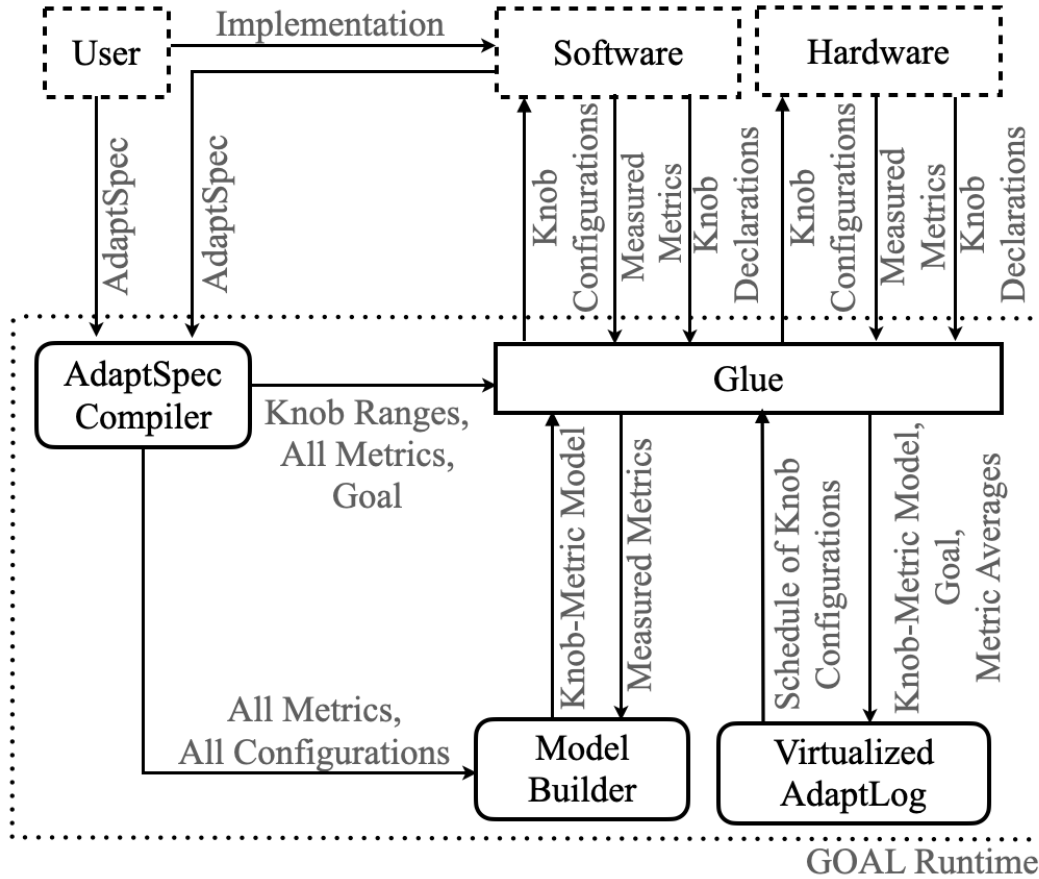 Implementation
User
Software
Hardware
AdaptSpec
AdaptSpec
Knob
Configurations
Measured
Metrics
Knob
Declarations
Knob
Configurations
Measured
Metrics
Knob
Declarations
AdaptSpec
Compiler
Glue
Knob Ranges,
All Metrics,
Goal
Knob-Metric Model
Measured Metrics
Schedule of Knob
Configurations
Knob-Metric Model,
Goal,
Metric Averages
All Metrics,
All Configurations
Model
Builder
Virtualized
AdaptLog
GOAL Runtime